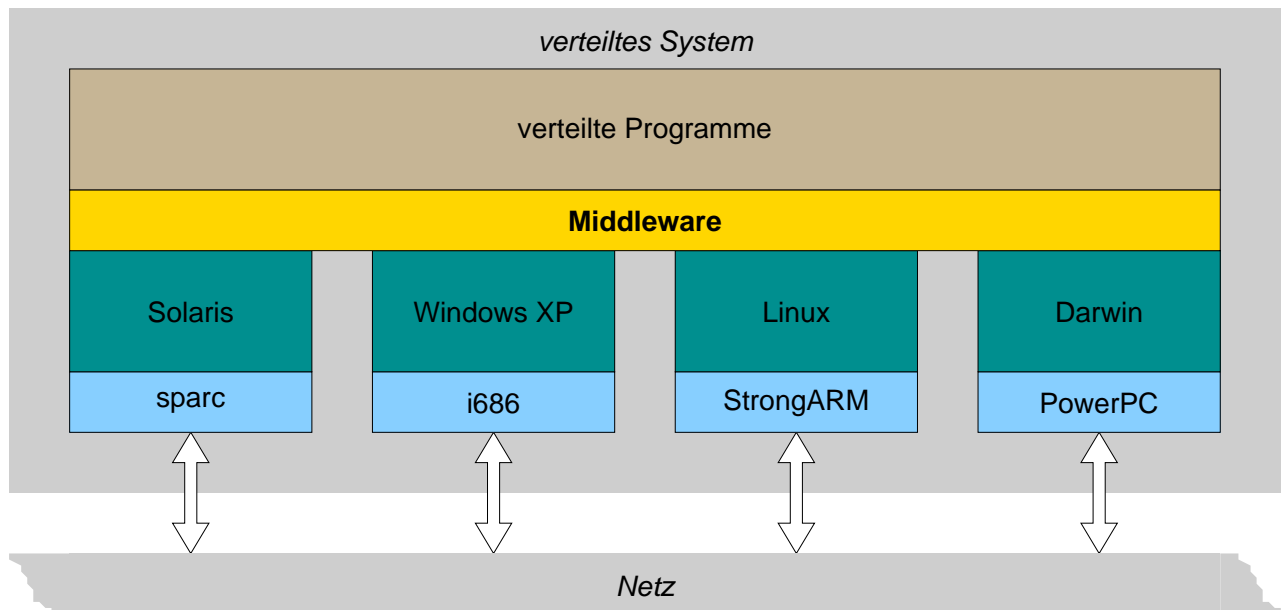 verteiltes System
verteilte Programme
Middleware
Solaris
Windows XP
Linux
Darwin
sparc
i686
StrongARM
PowerPC
Netz